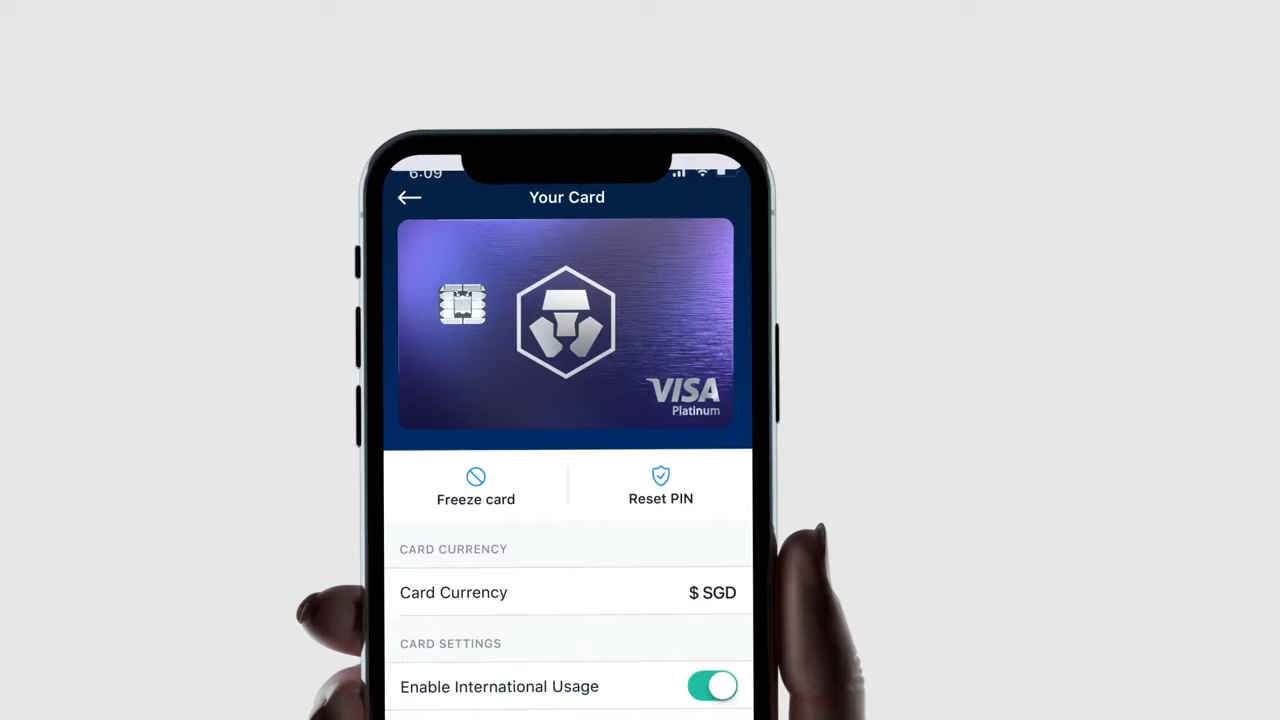 6:09
Your Card
VISA
Platinum
Freeze card
Reset PIN
CARD CURRENCY
Card Currency
$ SGD
CARD SETTINGS
Enable International Usage